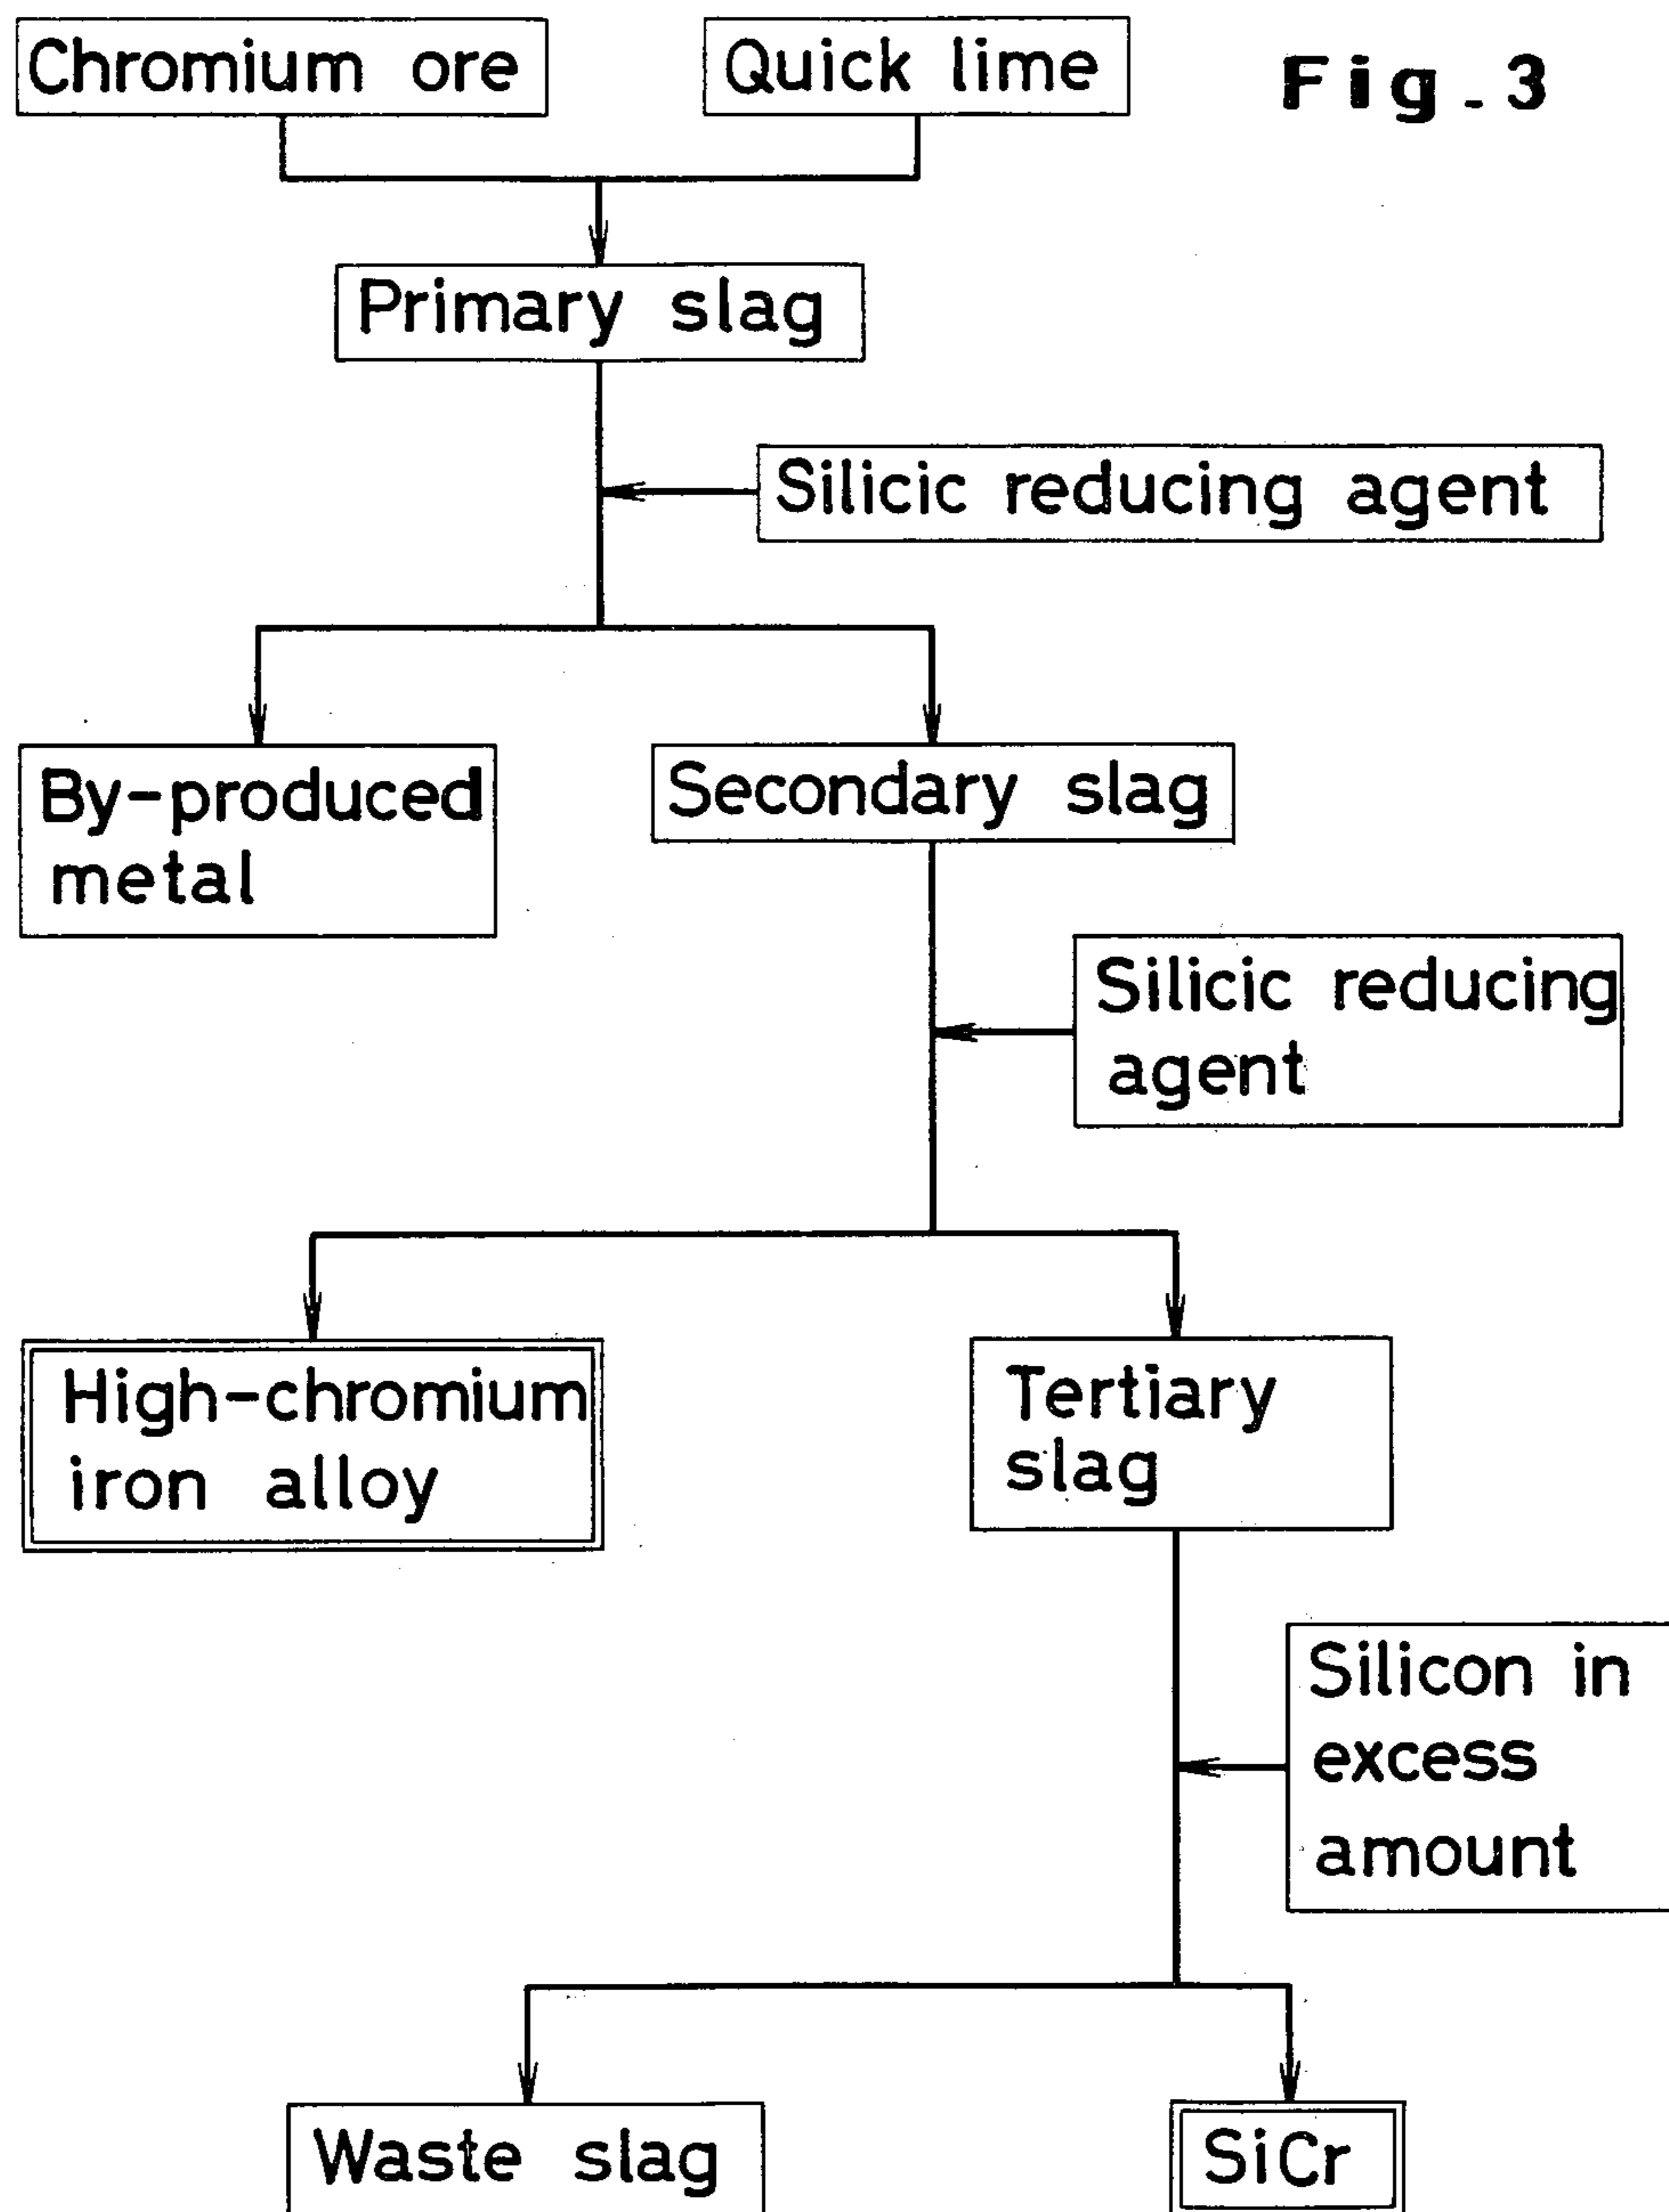 Chromium ore
Quick lime
Fig. 3
Primary slag
Silicic reducing agent
By-produced
metal
Secondary slag
Silicic reducing
agent
High-chromium
iron alloy
Tertiary
slag
Silicon in
excess
amount
Waste slag
SiCr